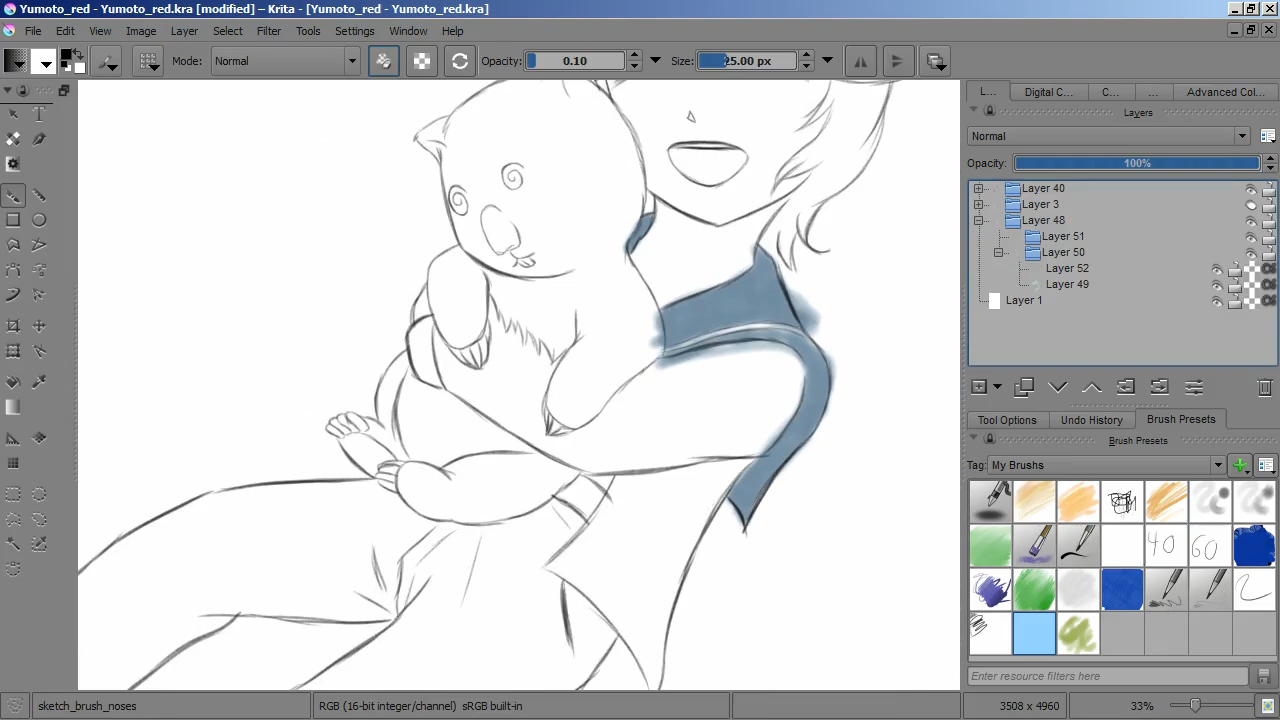 Yumoto_red - Yumoto_red.kra [modified] – Krita - [Yumoto_red - Yumoto_red.kra]
File Edit View Image Layer Select Filter Tools Settings Window Help
Mode: Normal Opacity: 0.10 Size: 25.00 px
L... Digital C... C... ... Advanced Col...
Layers
Normal
Opacity: 100%
Layer 40
Layer 3
Layer 48
Layer 51
Layer 50
Layer 52
Layer 49
Layer 1
Tool Options Undo History Brush Presets
Brush Presets
Tag: My Brushes
40 60
Enter resource filters here
sketch_brush_noses RGB (16-bit integer/channel) sRGB built-in 3508 x 4960 33%